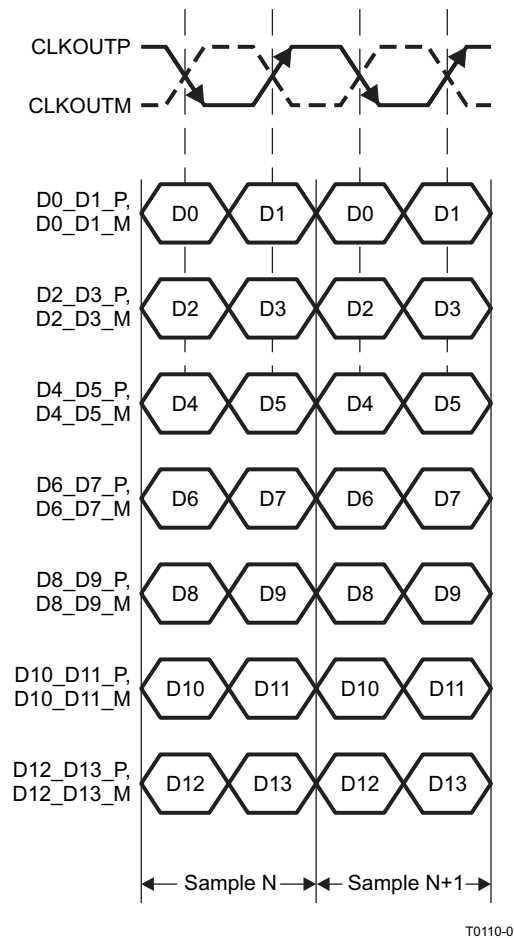 CLKOUTP
CLKOUTM
D0_D1_P,
D0_D1_M
D0 D1 D0 D1
D2_D3_P,
D2_D3_M
D2 D3 D2 D3
D4_D5_P,
D4_D5_M
D4 D5 D4 D5
D6_D7_P,
D6_D7_M
D6 D7 D6 D7
D8_D9_P,
D8_D9_M
D8 D9 D8 D9
D10_D11_P,
D10_D11_M
D10 D11 D10 D11
D12_D13_P,
D12_D13_M
D12 D13 D12 D13
Sample N Sample N+1
T0110-0